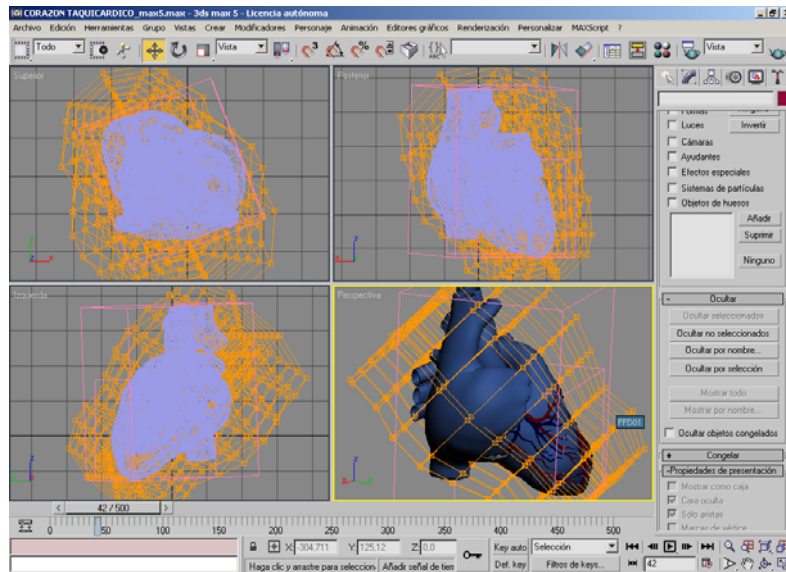 CORAZON TAQUICARDICO_max5.max - 3ds max 5 - Licencia autónoma
Archivo Edición Herramientas Grupo Vistas Crear Modificadores Personaje Animación Editores gráficos Renderización Personalizar MAXScript ?
Todo Vista Vista
Superior
Posterior
Izquierda
Perspectiva
FFD01
Formas Ninguno
Luces Invertir
Cámaras
Ayudantes
Efectos especiales
Sistemas de partículas
Objetos de huesos
Añadir
Suprimir
Ninguno
- Ocultar
Ocultar seleccionados
Ocultar no seleccionados
Ocultar por nombre...
Ocultar por selección
Mostrar todo
Mostrar por nombre...
Ocultar objetos congelados
+ Congelar
- Propiedades de presentación
Mostrar como caja
Cara oculta
Sólo aristas
Marcas de vértice
< 42 / 500 >
0 50 100 150 200 250 300 350 400 450 500
X: -304,711 Y: 125,12 Z: 0,0
Key auto Selección
Haga clic y arrastre para seleccion Añadir señal de tien Def. key Filtros de keys... 42